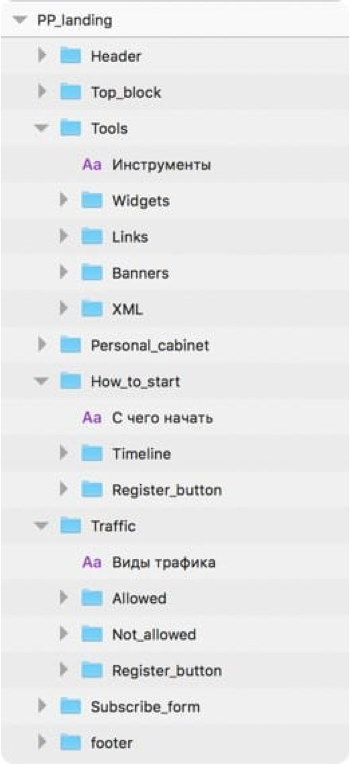 PP_landing
Header
Top_block
Tools
Aa Инструменты
Widgets
Links
Banners
XML
Personal_cabinet
How_to_start
Aa С чего начать
Timeline
Register_button
Traffic
Aa Виды трафика
Allowed
Not_allowed
Register_button
Subscribe_form
footer